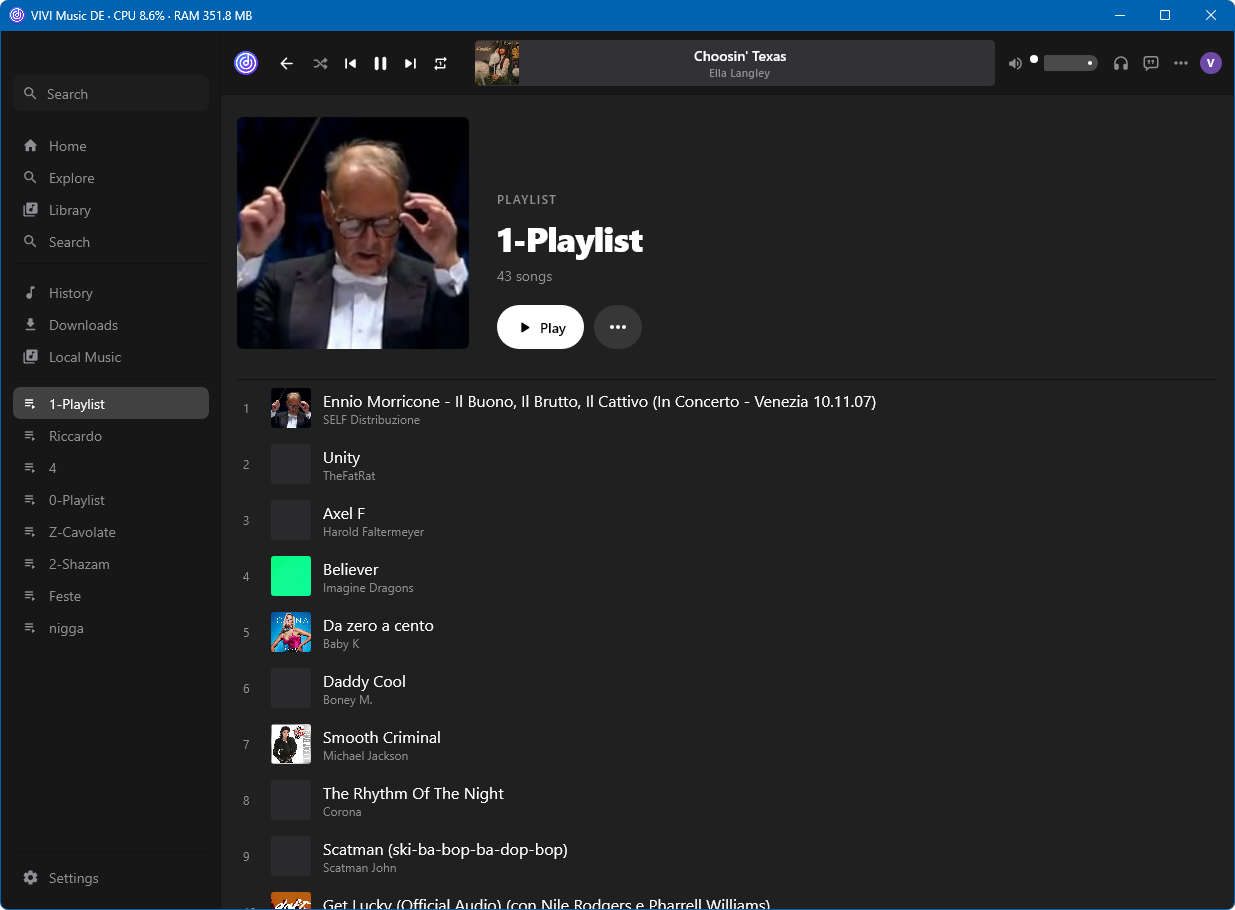 VIVI Music DE · CPU 8.6% · RAM 351.8 MB
Choosin' Texas
Ella Langley
V
Search
Home
Explore
Library
Search
History
Downloads
Local Music
1-Playlist
Riccardo
4
0-Playlist
Z-Cavolate
2-Shazam
Feste
nigga
Settings
PLAYLIST
1-Playlist
43 songs
Play
1
Ennio Morricone - Il Buono, Il Brutto, Il Cattivo (In Concerto - Venezia 10.11.07)
SELF Distribuzione
2
Unity
TheFatRat
3
Axel F
Harold Faltermeyer
4
Believer
Imagine Dragons
5
Da zero a cento
Baby K
6
Daddy Cool
Boney M.
7
Smooth Criminal
Michael Jackson
8
The Rhythm Of The Night
Corona
9
Scatman (ski-ba-bop-ba-dop-bop)
Scatman John
Get Lucky (Official Audio) (con Nile Rodgers e Pharrell Williams)